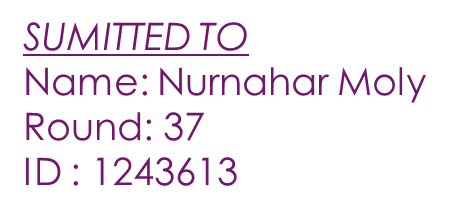 SUMITTED TO
Name: Nurnahar Moly
Round: 37
ID : 1243613